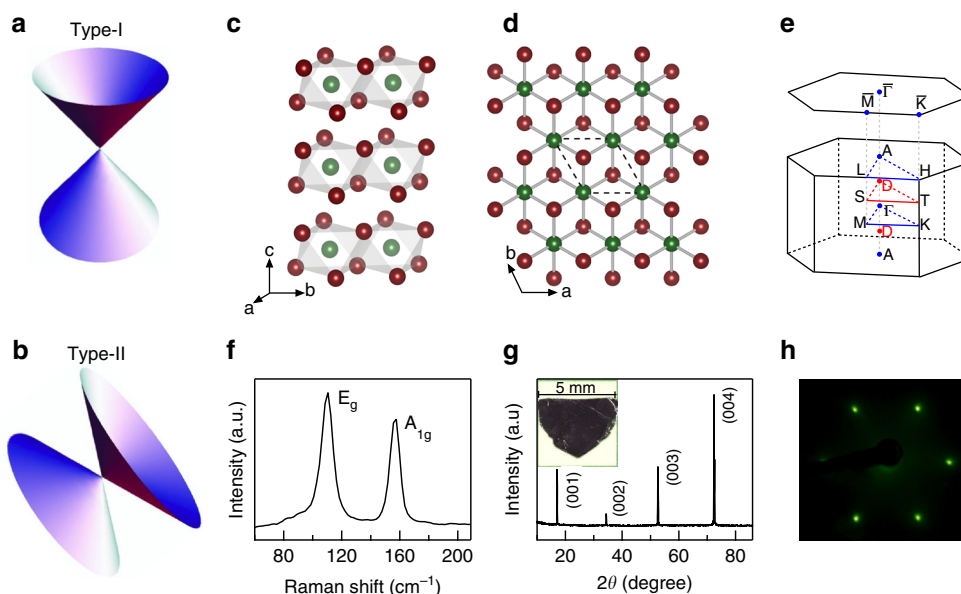 a
Type-I
c
d
e
c
b
a
b
a
M̄
Γ̄
K̄
A
L
H
D
S
T
Γ
M
K
D
A
b
Type-II
f
g
h
Intensity (a.u.)
E_g
A_1g
80
120
160
200
Raman shift (cm⁻¹)
Intensity (a.u)
5 mm
(001)
(002)
(003)
(004)
20
40
60
80
2θ (degree)